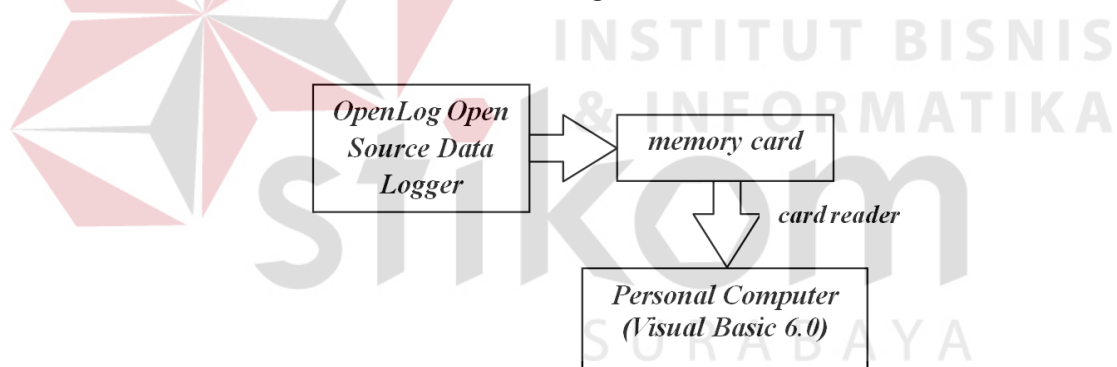 INSTITUT BISNIS
& INFORMATIKA
OpenLog Open
Source Data
Logger
memory card
stikom
card reader
Personal Computer
(Visual Basic 6.0)
SURABAYA